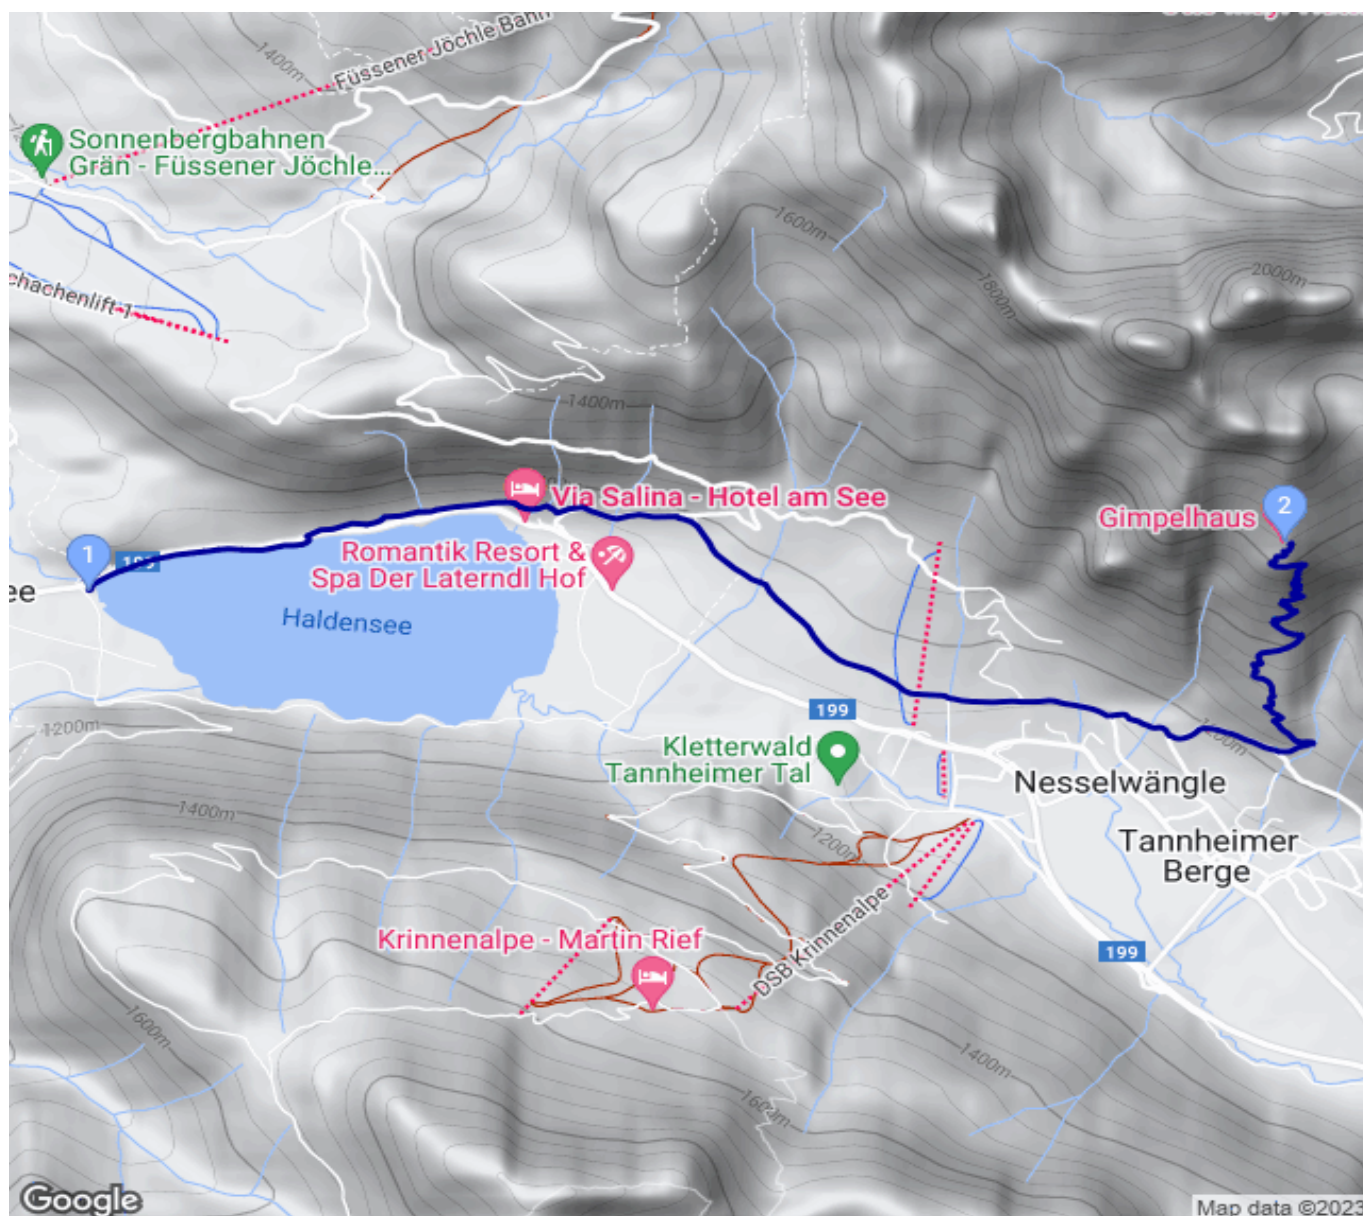 1400m
Füssener Jöchle Bahn
Sonnenbergbahnen
Grän - Füssener Jöchle...
1600m
2000m
1800m
chachenlift 1
1400m
Via Salina - Hotel am See
2
Gimpelhaus
1
Romantik Resort &
Spa Der Laterndl Hof
ee
Haldensee
199
1200m
1200m
Kletterwald
Tannheimer Tal
Nesselwängle
1400m
1200m
Tannheimer
Berge
Krinnenalpe - Martin Rief
DSB Krinnenalpe
199
1600m
1400m
1600m
Google
Map data ©2023